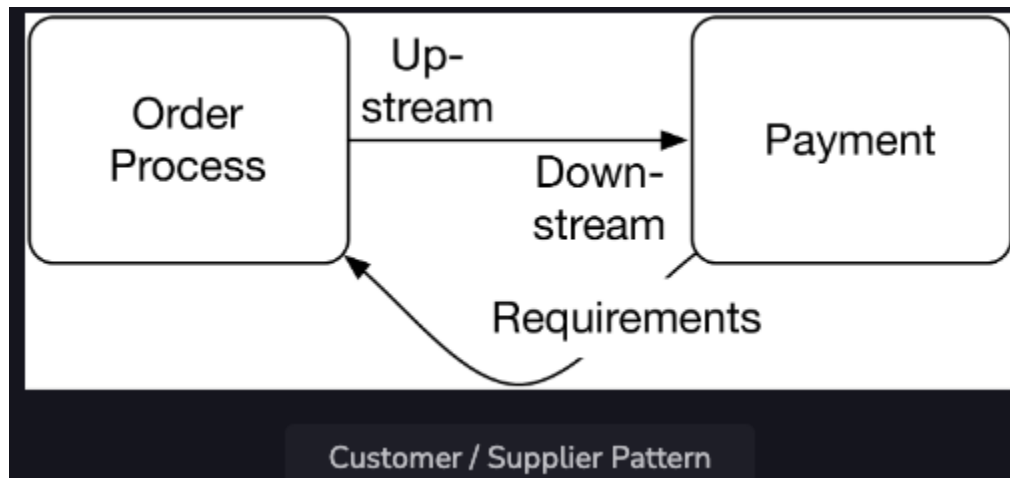 Order
Process
Up-
stream
Down-
stream
Payment
Requirements
Customer / Supplier Pattern